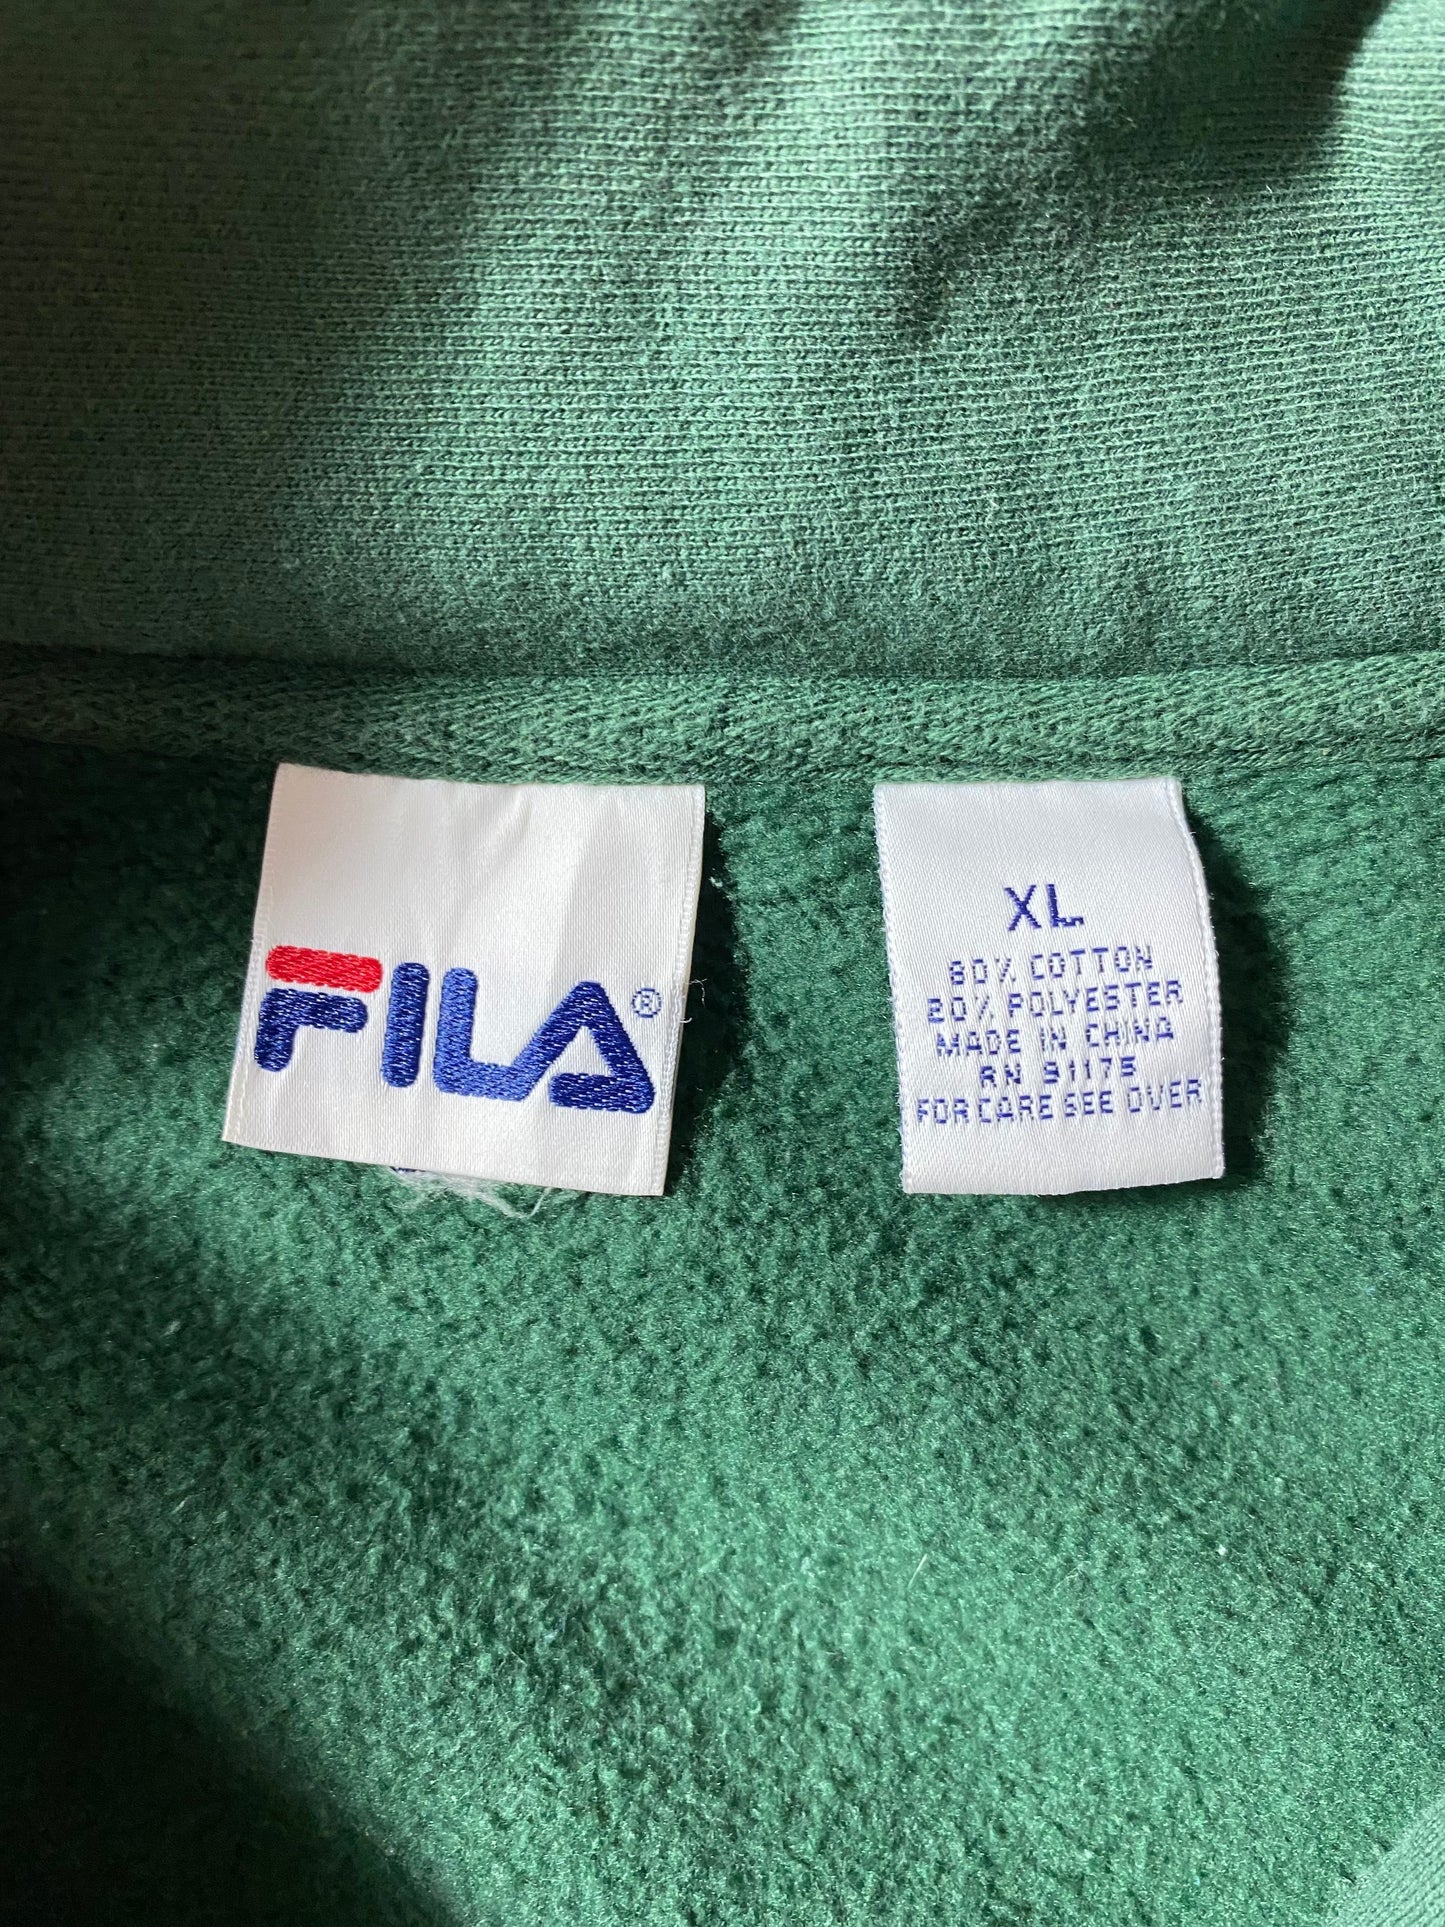 FILA®
XL
80% COTTON
20% POLYESTER
MADE IN CHINA
RN 91175
FOR CARE SEE OVER